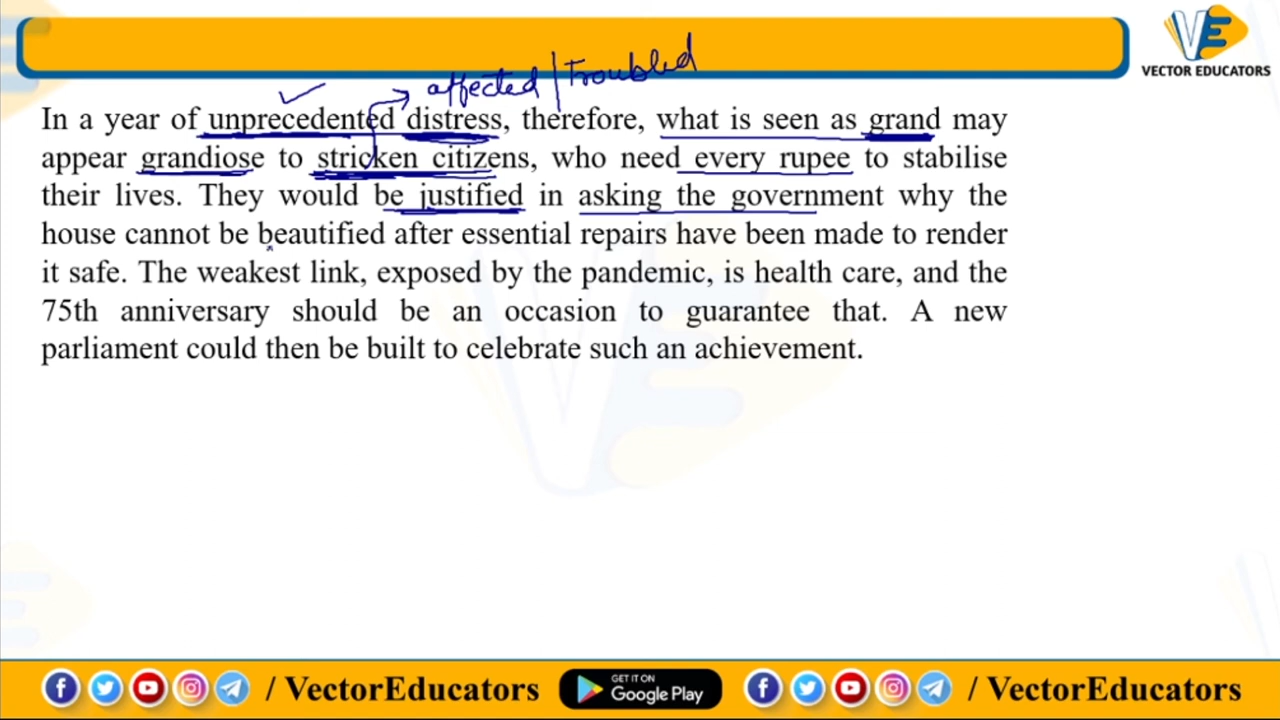 VE
VECTOR EDUCATORS
affected / Troubled
In a year of unprecedented distress, therefore, what is seen as grand may
appear grandiose to stricken citizens, who need every rupee to stabilise
their lives. They would be justified in asking the government why the
house cannot be beautified after essential repairs have been made to render
it safe. The weakest link, exposed by the pandemic, is health care, and the
75th anniversary should be an occasion to guarantee that. A new
parliament could then be built to celebrate such an achievement.
/ VectorEducators GET IT ON Google Play / VectorEducators